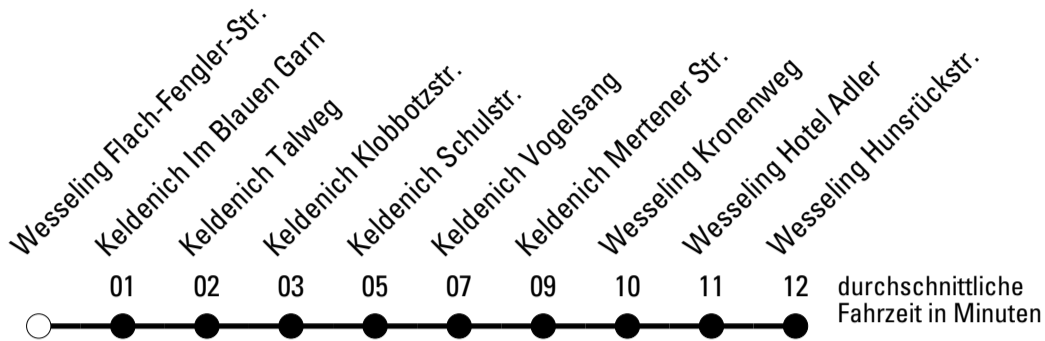 Wesseling Flach-Fengler-Str.
Keldenich Im Blauen Garn
Keldenich Talweg
Keldenich Klobbotzstr.
Keldenich Schulstr.
Keldenich Vogelsang
Keldenich Mertener Str.
Wesseling Kronenweg
Wesseling Hotel Adler
Wesseling Hunsrückstr.
01 02 03 05 07 09 10 11 12
durchschnittliche
Fahrzeit in Minuten